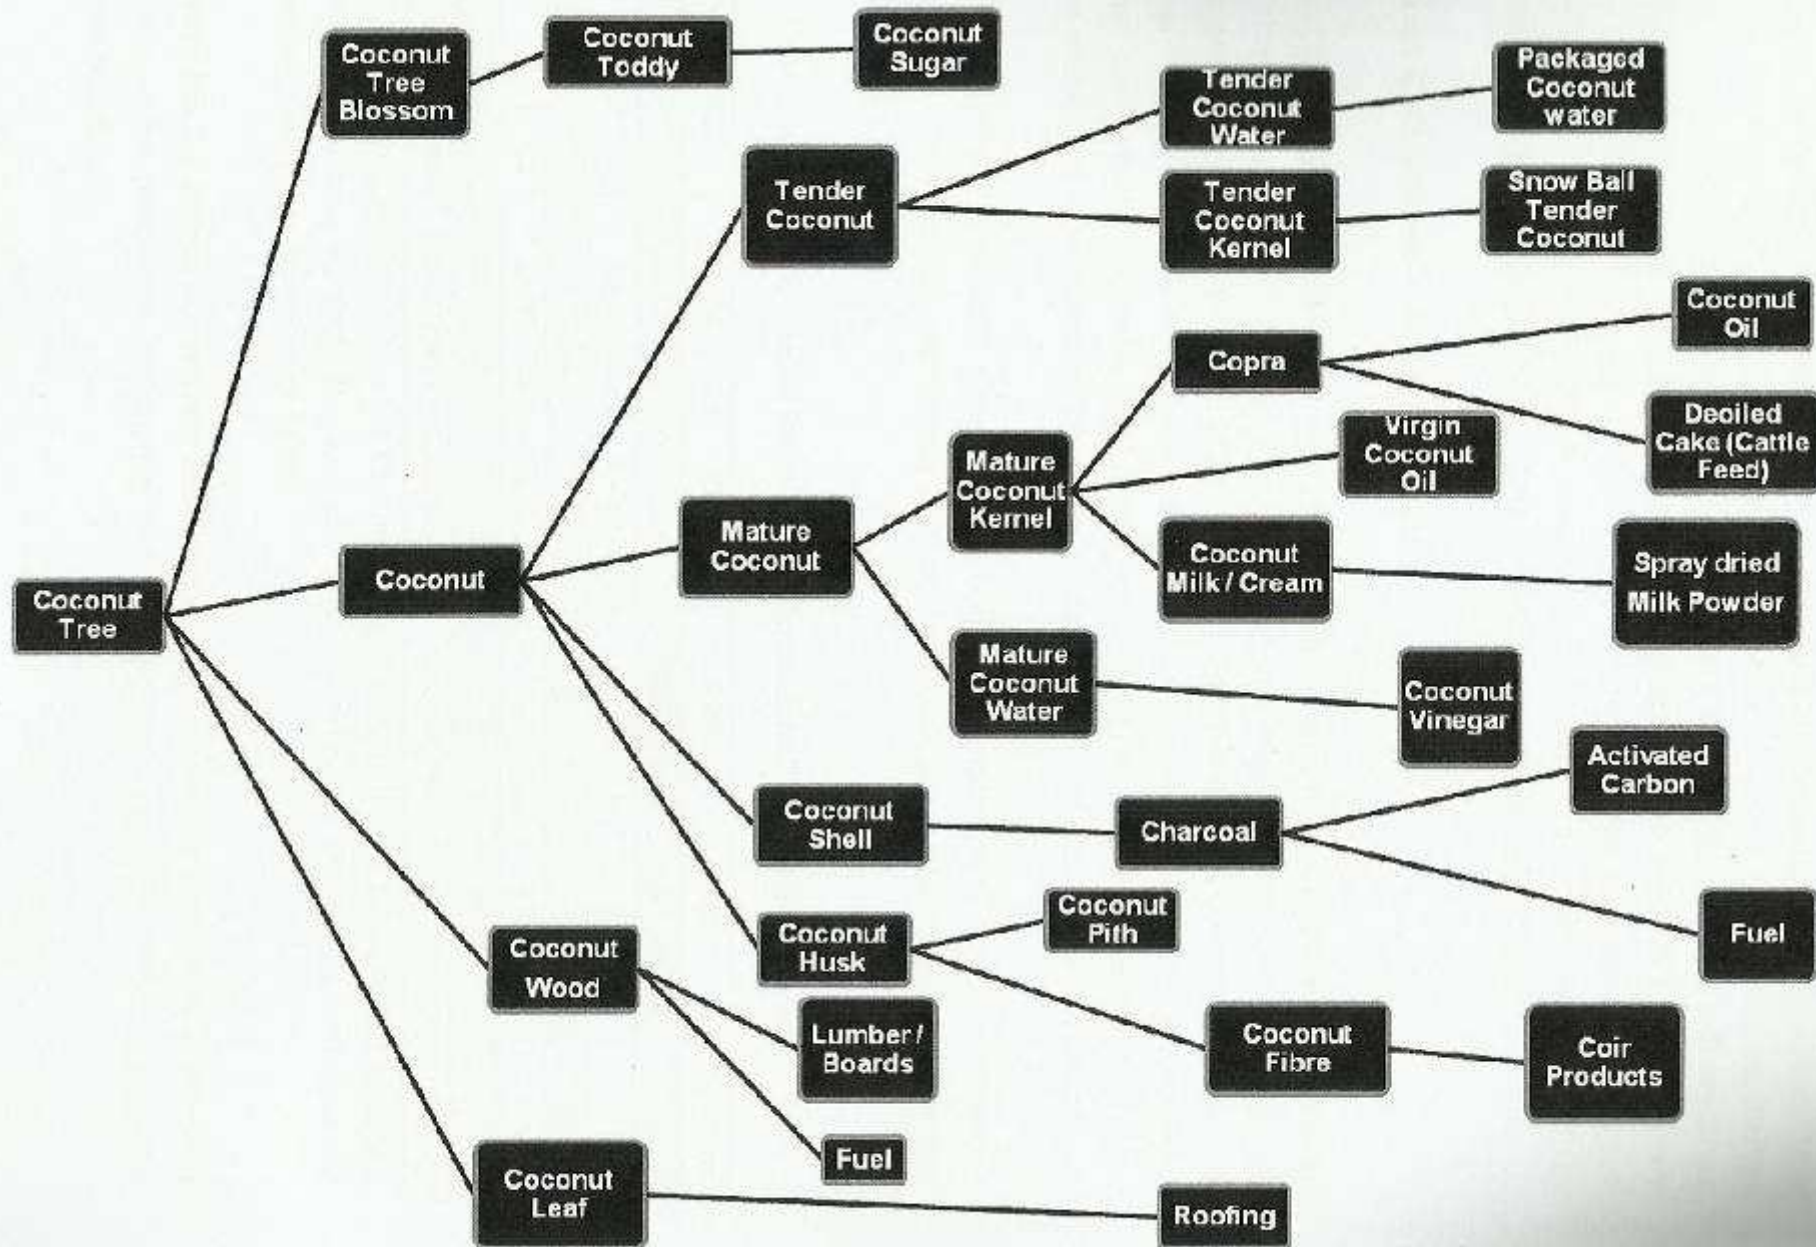 Coconut
Tree
Blossom
Coconut
Toddy
Coconut
Sugar
Tender
Coconut
Water
Packaged
Coconut
water
Tender
Coconut
Tender
Coconut
Kernel
Snow Ball
Tender
Coconut
Coconut
Oil
Copra
Deoiled
Cake (Cattle
Feed)
Virgin
Coconut
Oil
Mature
Coconut
Kernel
Mature
Coconut
Coconut
Milk / Cream
Spray dried
Milk Powder
Coconut
Coconut
Tree
Mature
Coconut
Water
Coconut
Vinegar
Activated
Carbon
Coconut
Shell
Charcoal
Coconut
Pith
Fuel
Coconut
Husk
Coconut
Wood
Lumber /
Boards
Coconut
Fibre
Coir
Products
Fuel
Coconut
Leaf
Roofing